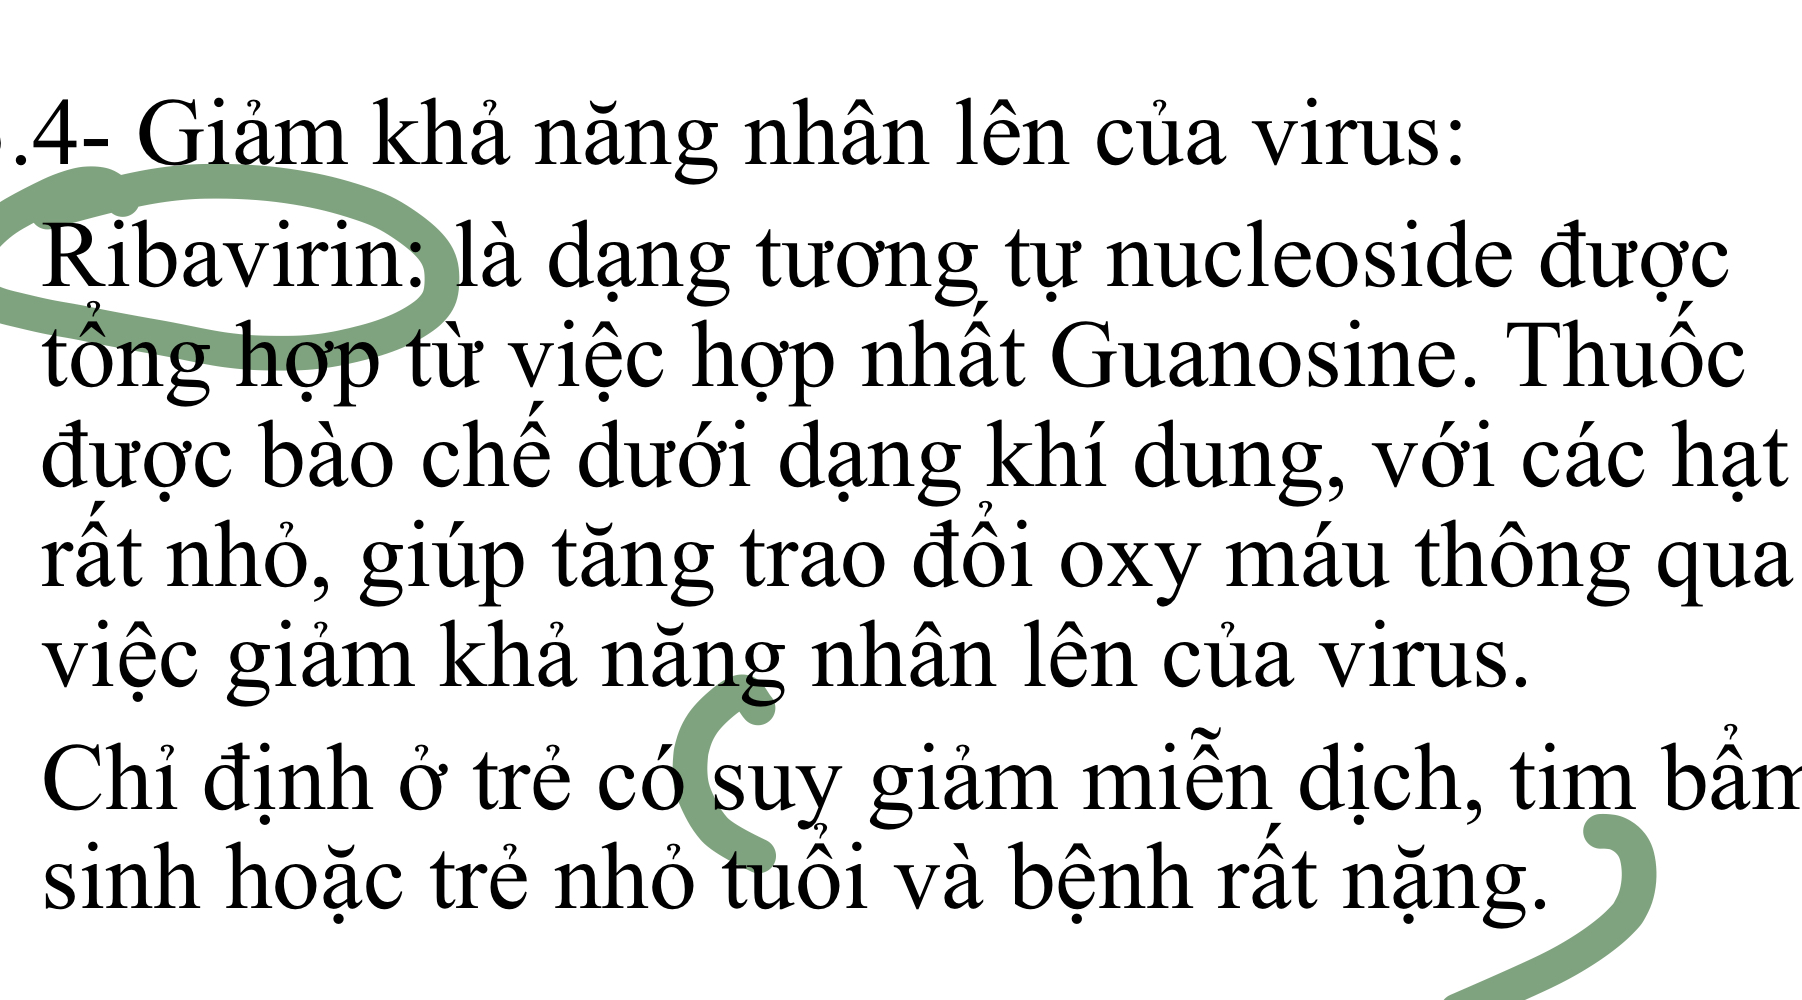 .4- Giảm khả năng nhân lên của virus:
Ribavirin: là dạng tương tự nucleoside được
tổng hợp từ việc hợp nhất Guanosine. Thuốc
được bào chế dưới dạng khí dung, với các hạt
rất nhỏ, giúp tăng trao đổi oxy máu thông qua
việc giảm khả năng nhân lên của virus.
Chỉ định ở trẻ có suy giảm miễn dịch, tim bẩm
sinh hoặc trẻ nhỏ tuổi và bệnh rất nặng.